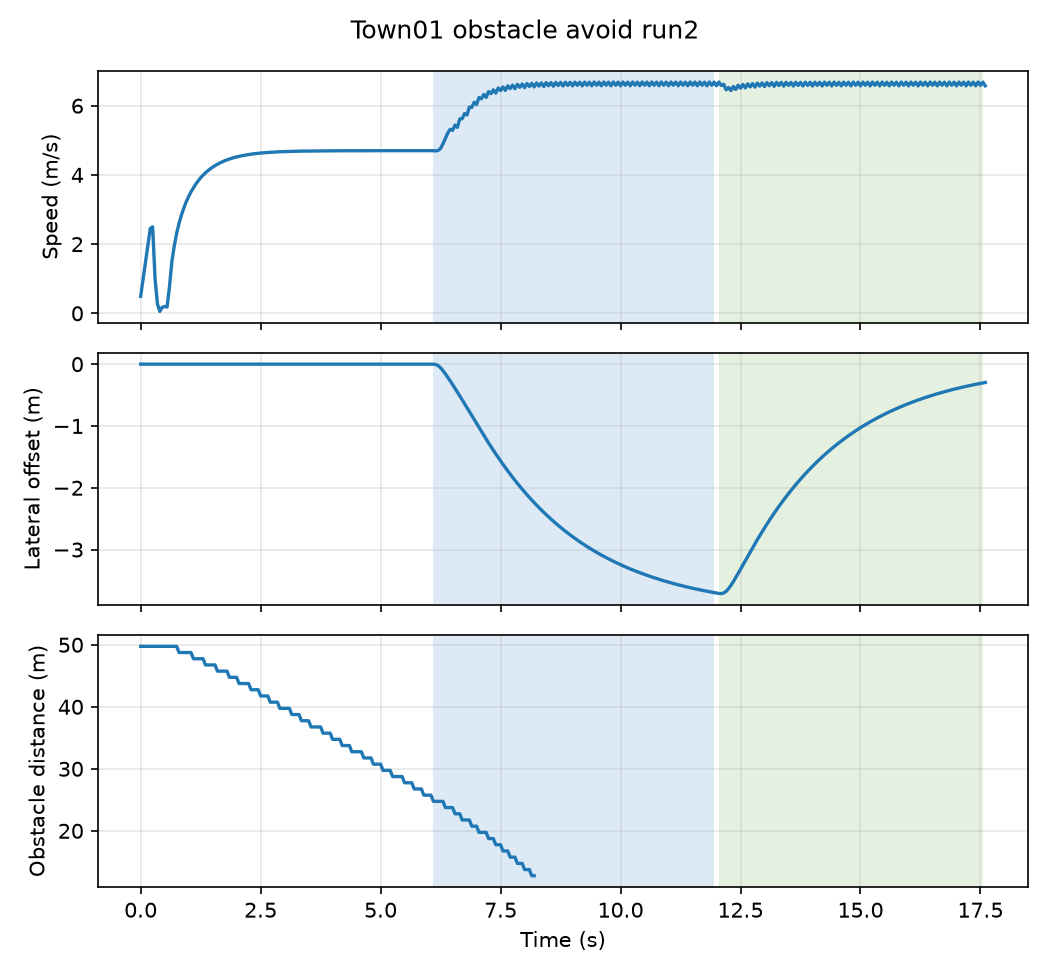 Town01 obstacle avoid run2
Speed (m/s)
6
4
2
0
Lateral offset (m)
0
−1
−2
−3
Obstacle distance (m)
50
40
30
20
0.0 2.5 5.0 7.5 10.0 12.5 15.0 17.5
Time (s)